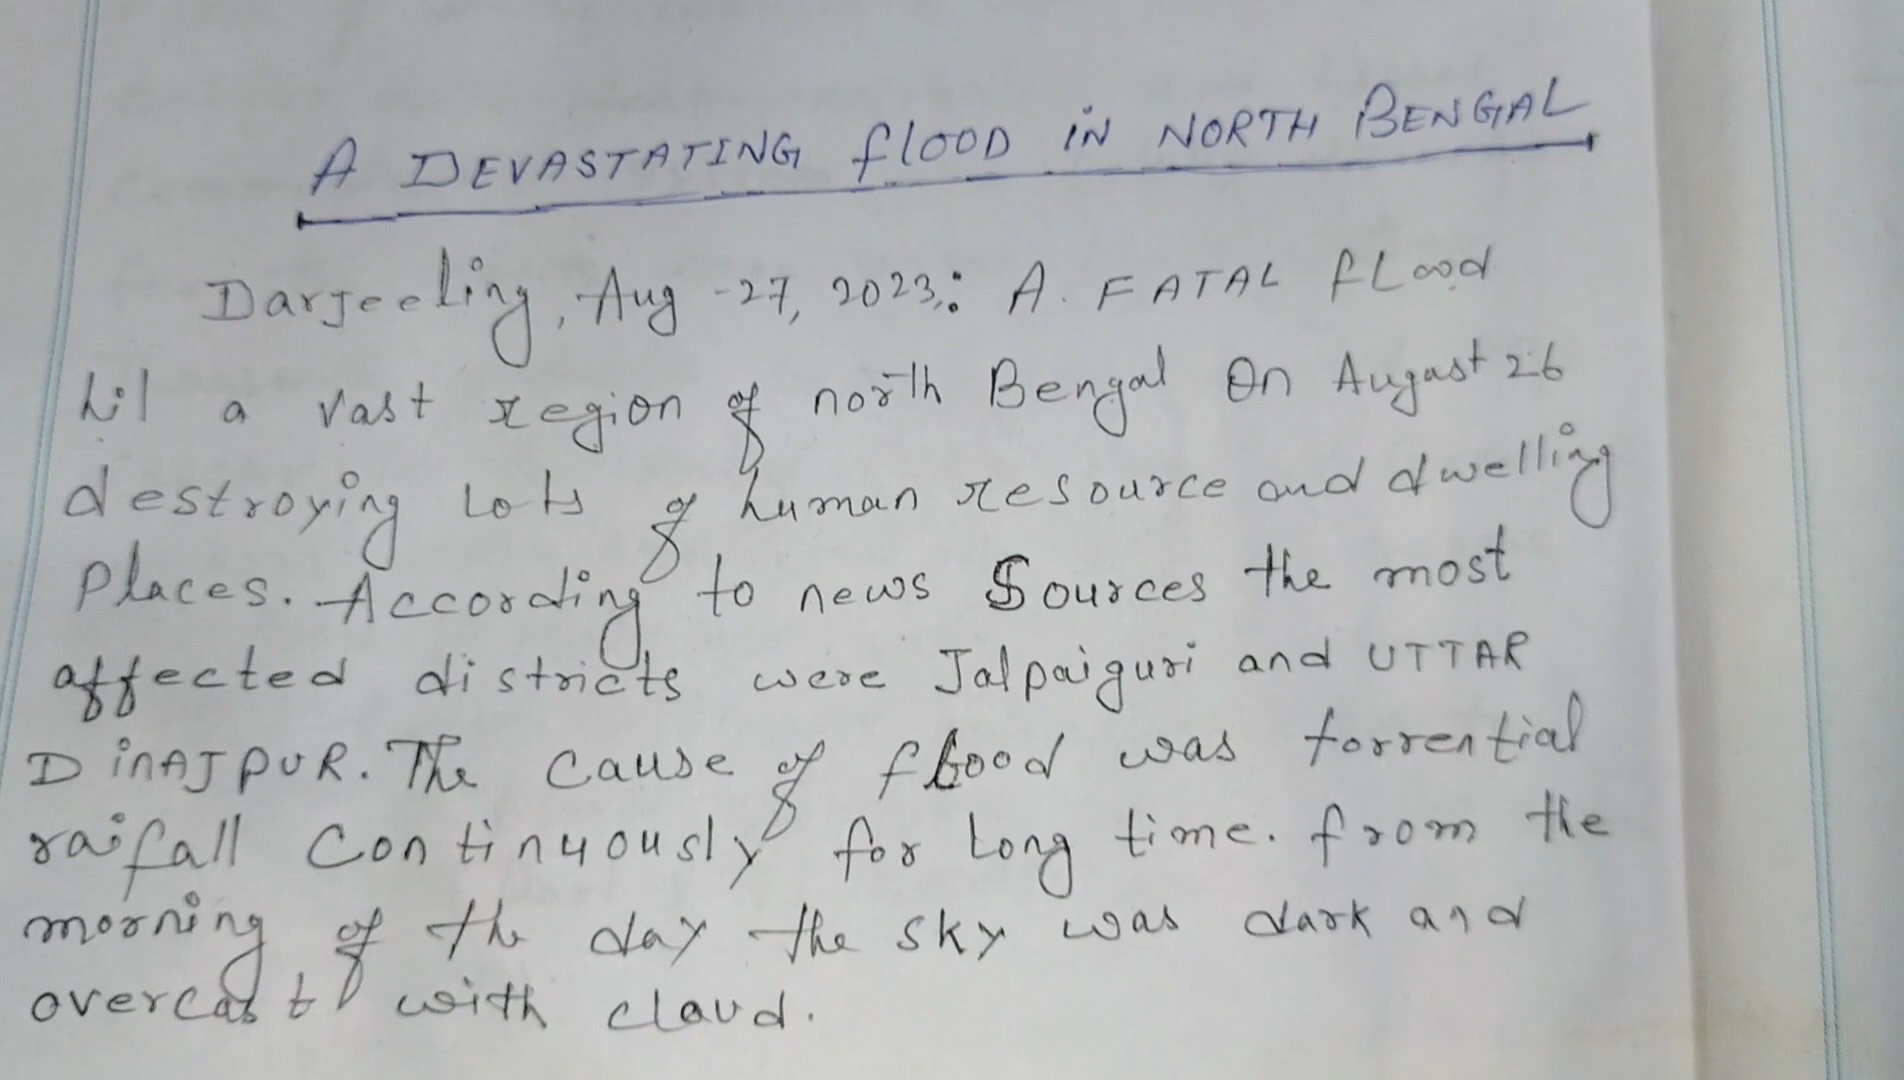 A DEVASTATING flOOD iN NORTH BENGAL
Darjeeling, Aug -27, 2023,: A. FATAL fLood
hit a vast region of north Bengal On August 26
destroying Lots of human resource and dwelling
Places. According to news Sources the most
affected districts were Jalpaiguri and UTTAR
DinAJPUR. The cause of flood was torrential
raifall Continuously for Long time. from the
morning of the day the sky was dark and
overcast with cloud.